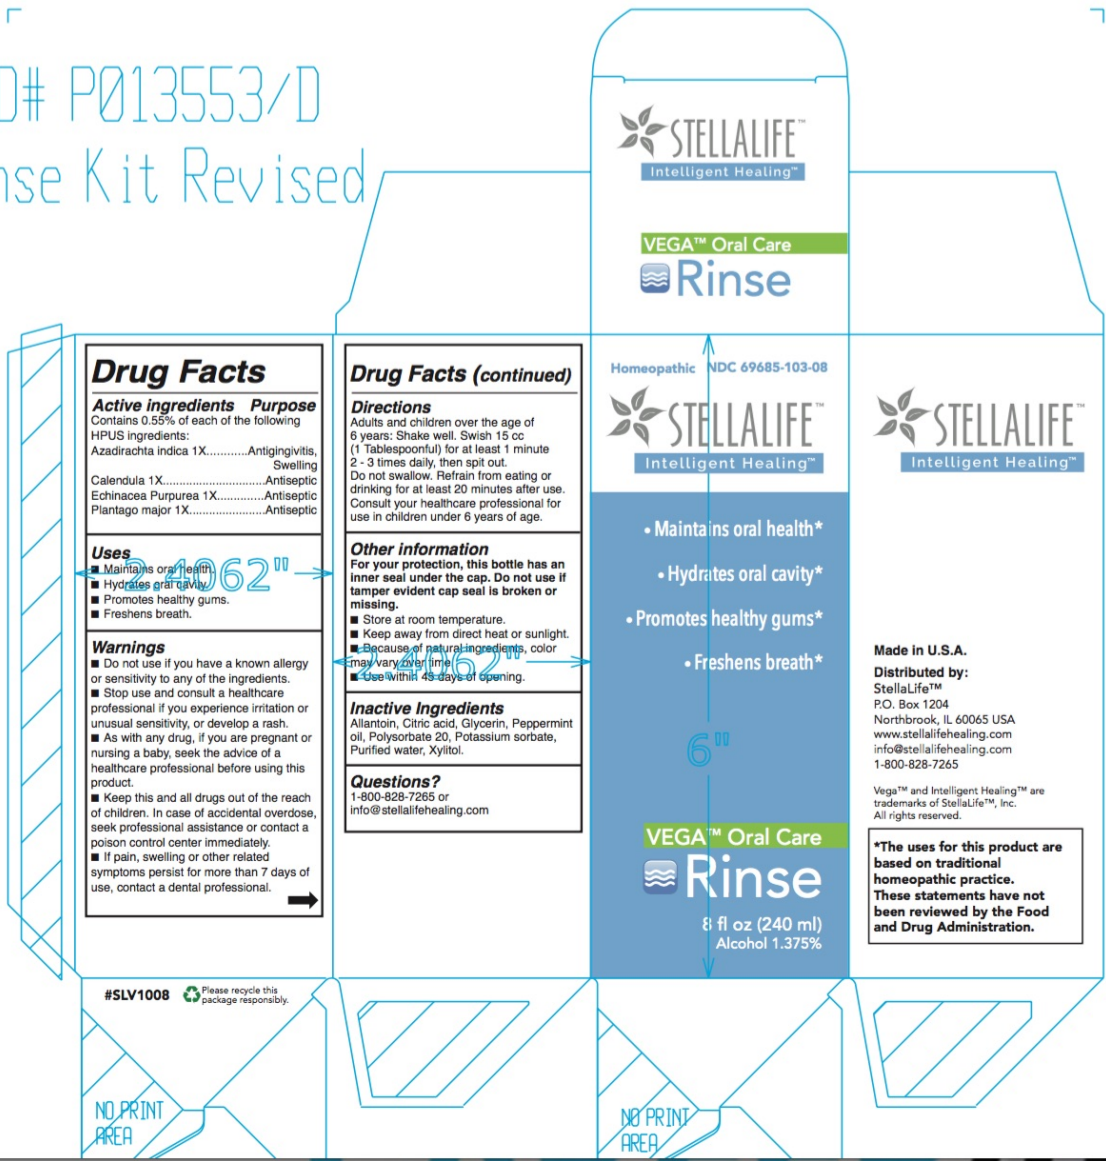 D# P013553/D
nse Kit Revised
STELLALIFE™
Intelligent Healing™
VEGA™ Oral Care
Rinse
Drug Facts
Active ingredients Purpose
Contains 0.55% of each of the following
HPUS ingredients:
Azadirachta indica 1X............Antigingivitis,
Swelling
Calendula 1X..............................Antiseptic
Echinacea Purpurea 1X..............Antiseptic
Plantago major 1X......................Antiseptic
Uses
■ Maintains oral health.
■ Hydrates oral cavity.
■ Promotes healthy gums.
■ Freshens breath.
2.4062"
Warnings
■ Do not use if you have a known allergy
or sensitivity to any of the ingredients.
■ Stop use and consult a healthcare
professional if you experience irritation or
unusual sensitivity, or develop a rash.
■ As with any drug, if you are pregnant or
nursing a baby, seek the advice of a
healthcare professional before using this
product.
■ Keep this and all drugs out of the reach
of children. In case of accidental overdose,
seek professional assistance or contact a
poison control center immediately.
■ If pain, swelling or other related
symptoms persist for more than 7 days of
use, contact a dental professional.
Drug Facts (continued)
Directions
Adults and children over the age of
6 years: Shake well. Swish 15 cc
(1 Tablespoonful) for at least 1 minute
2 - 3 times daily, then spit out.
Do not swallow. Refrain from eating or
drinking for at least 20 minutes after use.
Consult your healthcare professional for
use in children under 6 years of age.
Other information
For your protection, this bottle has an
inner seal under the cap. Do not use if
tamper evident cap seal is broken or
missing.
■ Store at room temperature.
■ Keep away from direct heat or sunlight.
■ Because of natural ingredients, color
may vary over time.
■ Use within 45 days of opening.
2.4062"
Inactive Ingredients
Allantoin, Citric acid, Glycerin, Peppermint
oil, Polysorbate 20, Potassium sorbate,
Purified water, Xylitol.
Questions?
1-800-828-7265 or
info@stellalifehealing.com
Homeopathic NDC 69685-103-08
STELLALIFE™
Intelligent Healing™
• Maintains oral health*
• Hydrates oral cavity*
• Promotes healthy gums*
• Freshens breath*
6"
VEGA™ Oral Care
Rinse
8 fl oz (240 ml)
Alcohol 1.375%
STELLALIFE™
Intelligent Healing™
Made in U.S.A.
Distributed by:
StellaLife™
P.O. Box 1204
Northbrook, IL 60065 USA
www.stellalifehealing.com
info@stellalifehealing.com
1-800-828-7265
Vega™ and Intelligent Healing™ are
trademarks of StellaLife™, Inc.
All rights reserved.
*The uses for this product are
based on traditional
homeopathic practice.
These statements have not
been reviewed by the Food
and Drug Administration.
#SLV1008
Please recycle this
package responsibly.
NO PRINT
AREA
NO PRINT
AREA